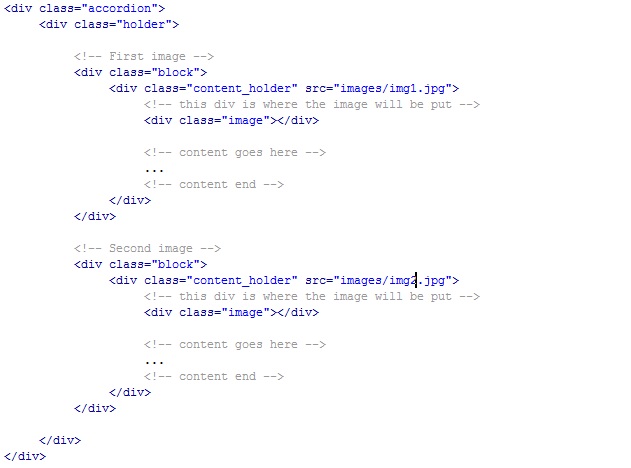 <div class="accordion">
<div class="holder">
<!-- First image -->
<div class="block">
<div class="content_holder" src="images/img1.jpg">
<!-- this div is where the image will be put -->
<div class="image"></div>
<!-- content goes here -->
...
<!-- content end -->
</div>
</div>
<!-- Second image -->
<div class="block">
<div class="content_holder" src="images/img2.jpg">
<!-- this div is where the image will be put -->
<div class="image"></div>
<!-- content goes here -->
...
<!-- content end -->
</div>
</div>
</div>
</div>